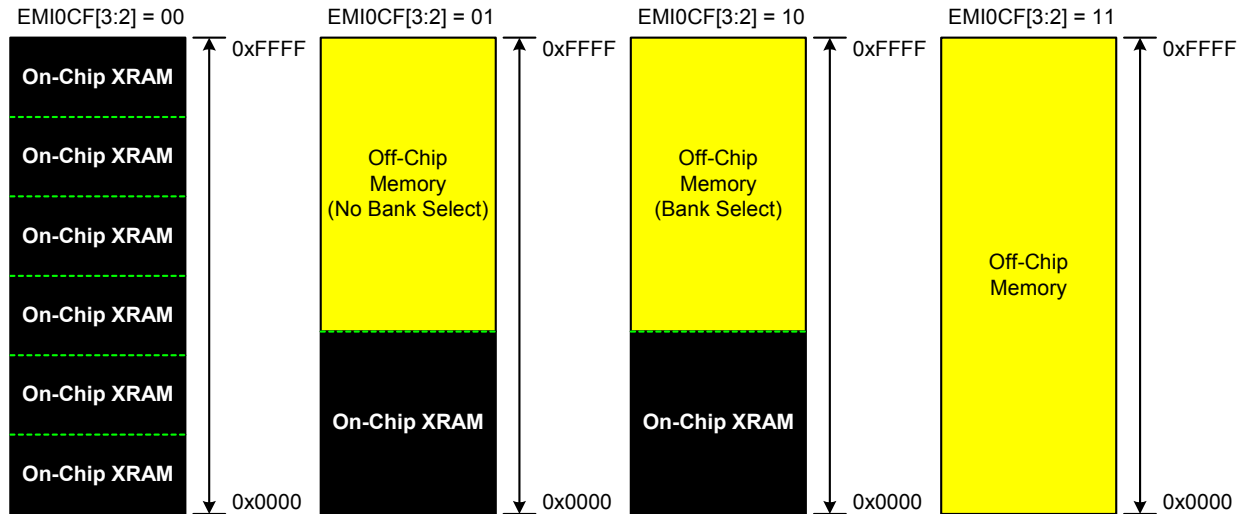 EMI0CF[3:2] = 00
0xFFFF
On-Chip XRAM
On-Chip XRAM
On-Chip XRAM
On-Chip XRAM
On-Chip XRAM
On-Chip XRAM
0x0000
EMI0CF[3:2] = 01
0xFFFF
Off-Chip
Memory
(No Bank Select)
On-Chip XRAM
0x0000
EMI0CF[3:2] = 10
0xFFFF
Off-Chip
Memory
(Bank Select)
On-Chip XRAM
0x0000
EMI0CF[3:2] = 11
0xFFFF
Off-Chip
Memory
0x0000